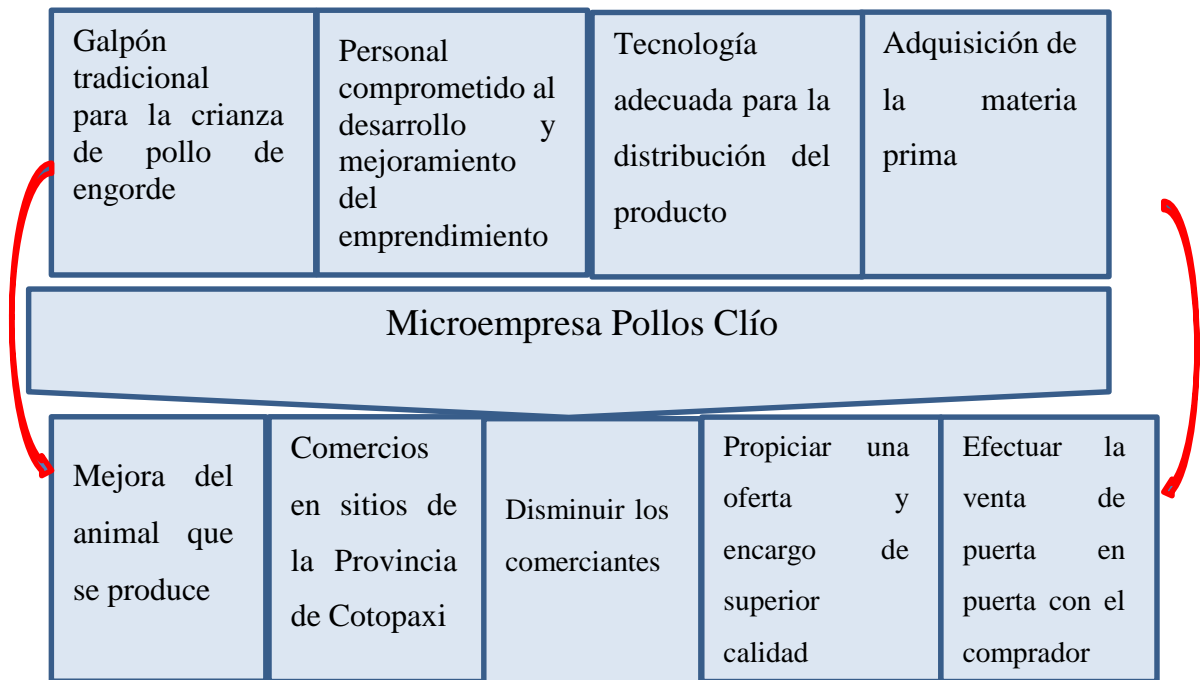 Galpón
tradicional
para la crianza
de pollo de
engorde
Personal
comprometido al
desarrollo y
mejoramiento
del
emprendimiento
Tecnología
adecuada para la
distribución del
producto
Adquisición de
la materia
prima
Microempresa Pollos Clío
Mejora del
animal que
se produce
Comercios
en sitios de
la Provincia
de Cotopaxi
Disminuir los
comerciantes
Propiciar una
oferta y
encargo de
superior
calidad
Efectuar la
venta de
puerta en
puerta con el
comprador